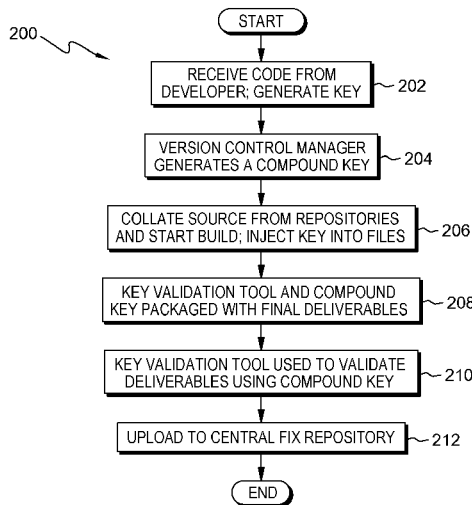 200
START
RECEIVE CODE FROM
DEVELOPER; GENERATE KEY
202
VERSION CONTROL MANAGER
GENERATES A COMPOUND KEY
204
COLLATE SOURCE FROM REPOSITORIES
AND START BUILD; INJECT KEY INTO FILES
206
KEY VALIDATION TOOL AND COMPOUND
KEY PACKAGED WITH FINAL DELIVERABLES
208
KEY VALIDATION TOOL USED TO VALIDATE
DELIVERABLES USING COMPOUND KEY
210
UPLOAD TO CENTRAL FIX REPOSITORY
212
END